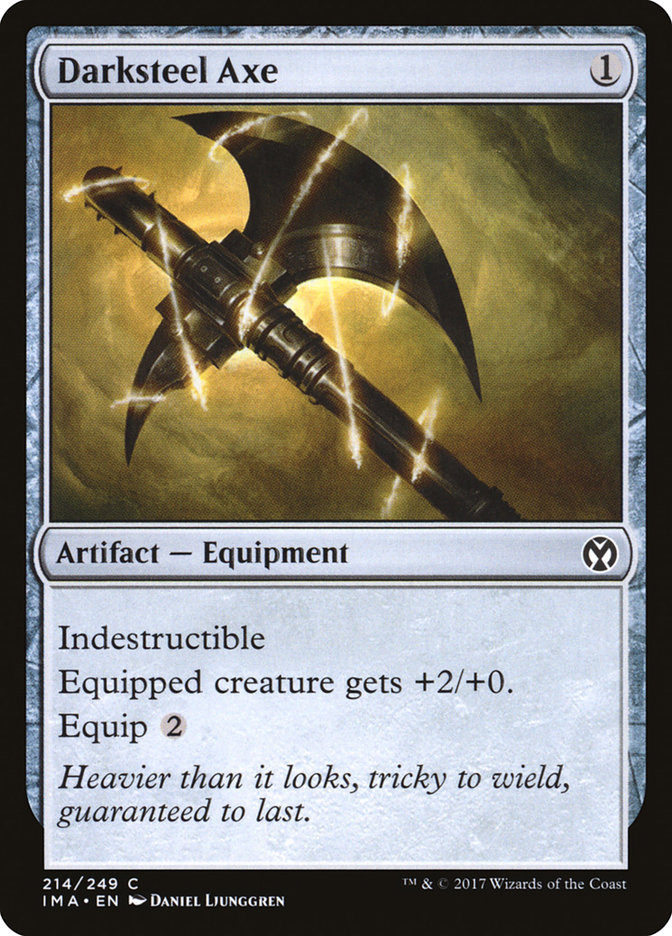 Darksteel Axe 1
Artifact — Equipment
Indestructible
Equipped creature gets +2/+0.
Equip 2
Heavier than it looks, tricky to wield,
guaranteed to last.
214/249 C
IMA • EN Daniel Ljunggren
™ & © 2017 Wizards of the Coast